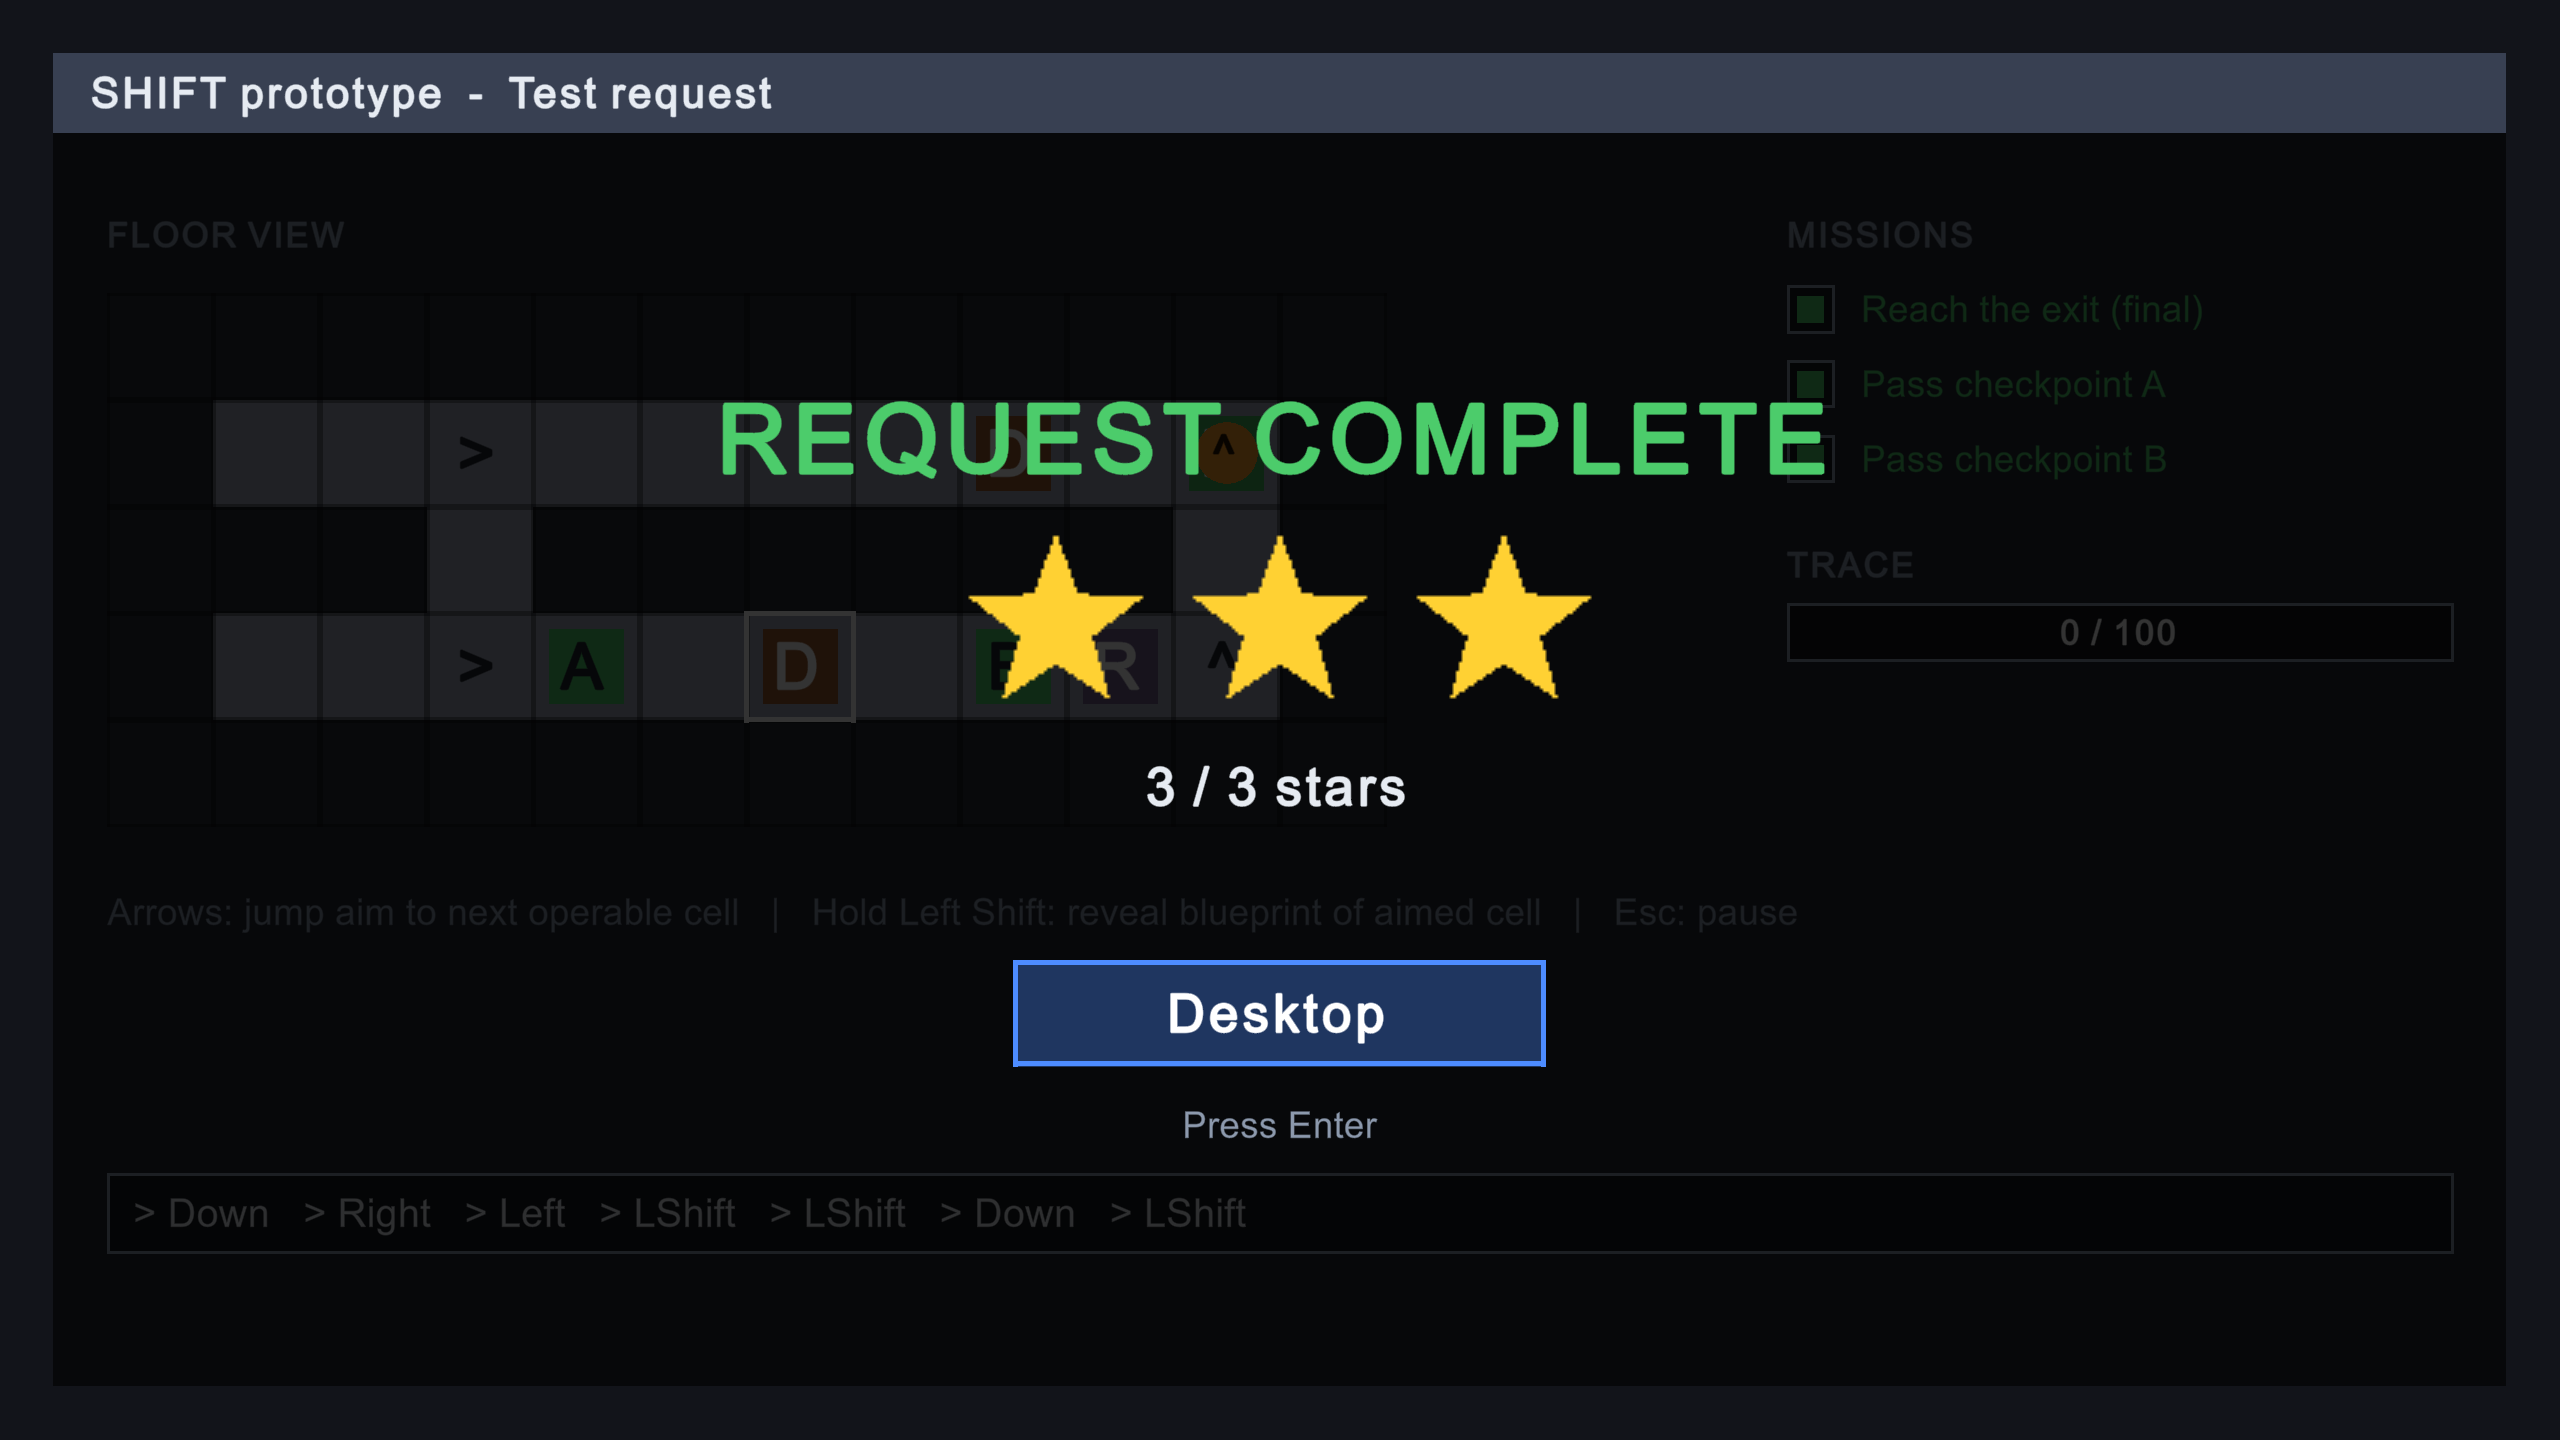 SHIFT prototype - Test request
FLOOR VIEW
MISSIONS
Reach the exit (final)
Pass checkpoint A
Pass checkpoint B
> D ^
REQUEST COMPLETE
TRACE
0 / 100
> A D B R ^
3 / 3 stars
Arrows: jump aim to next operable cell | Hold Left Shift: reveal blueprint of aimed cell | Esc: pause
Desktop
Press Enter
> Down > Right > Left > LShift > LShift > Down > LShift